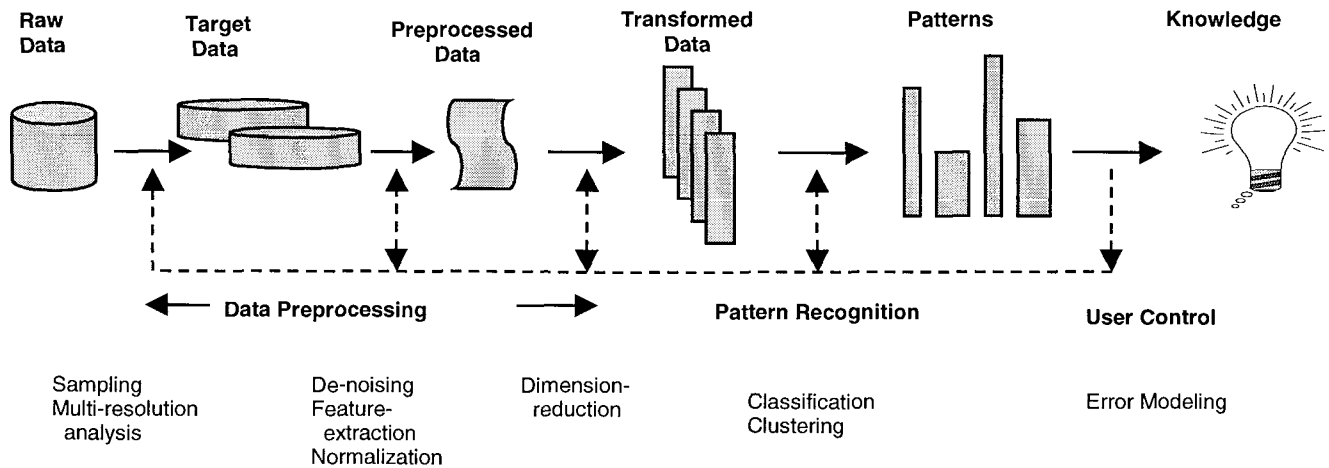 Raw
Data
Target
Data
Preprocessed
Data
Transformed
Data
Patterns
Knowledge
Data Preprocessing
Pattern Recognition
User Control
Sampling
Multi-resolution
analysis
De-noising
Feature-
extraction
Normalization
Dimension-
reduction
Classification
Clustering
Error Modeling